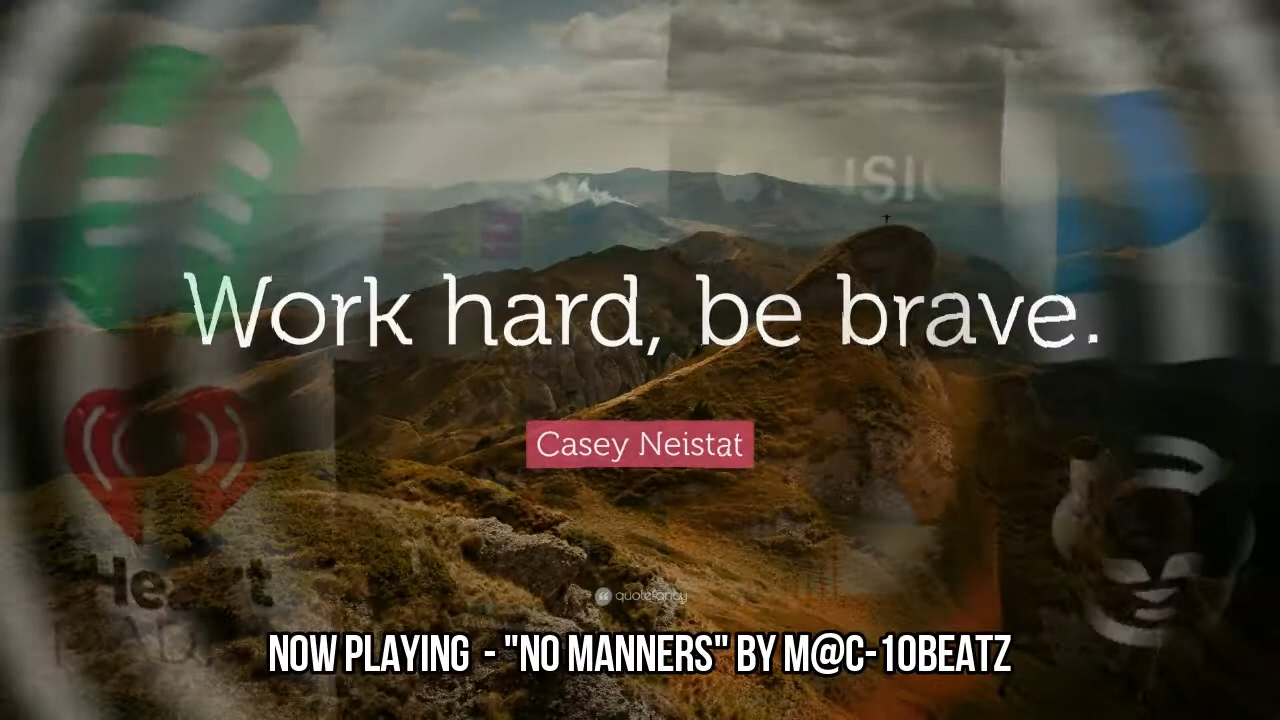 Work hard, be brave.
Casey Neistat
quotefancy
NOW PLAYING - "NO MANNERS" BY M@C-10BEATZ